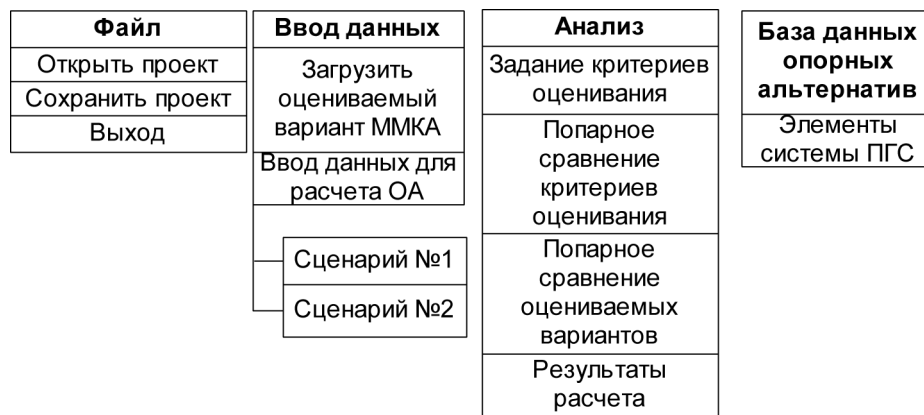 Файл
Открыть проект
Сохранить проект
Выход
Ввод данных
Загрузить
оцениваемый
вариант ММКА
Ввод данных для
расчета ОА
Сценарий №1
Сценарий №2
Анализ
Задание критериев
оценивания
Попарное
сравнение
критериев
оценивания
Попарное
сравнение
оцениваемых
вариантов
Результаты
расчета
База данных
опорных
альтернатив
Элементы
системы ПГС